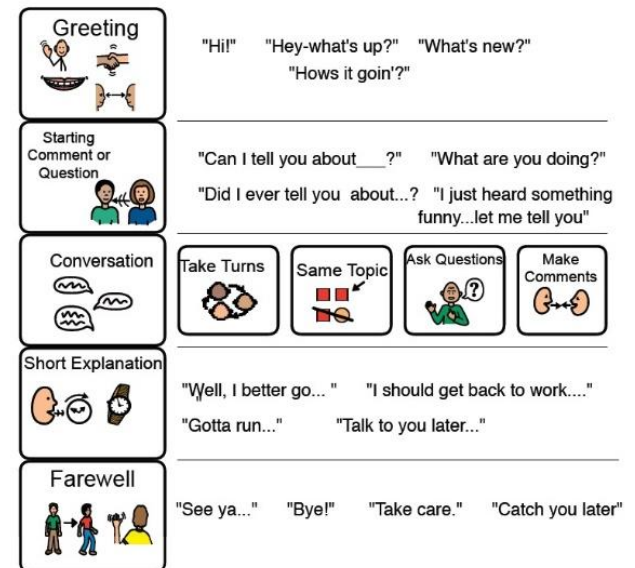 Greeting
"Hi!" "Hey-what's up?" "What's new?"
"Hows it goin'?"
Starting
Comment or
Question
"Can I tell you about___?" "What are you doing?"
"Did I ever tell you about...? "I just heard something
funny...let me tell you"
Conversation
Take Turns
Same Topic
Ask Questions
?
Make
Comments
Short Explanation
"Well, I better go... " "I should get back to work...."
"Gotta run..." "Talk to you later..."
Farewell
"See ya..." "Bye!" "Take care." "Catch you later"